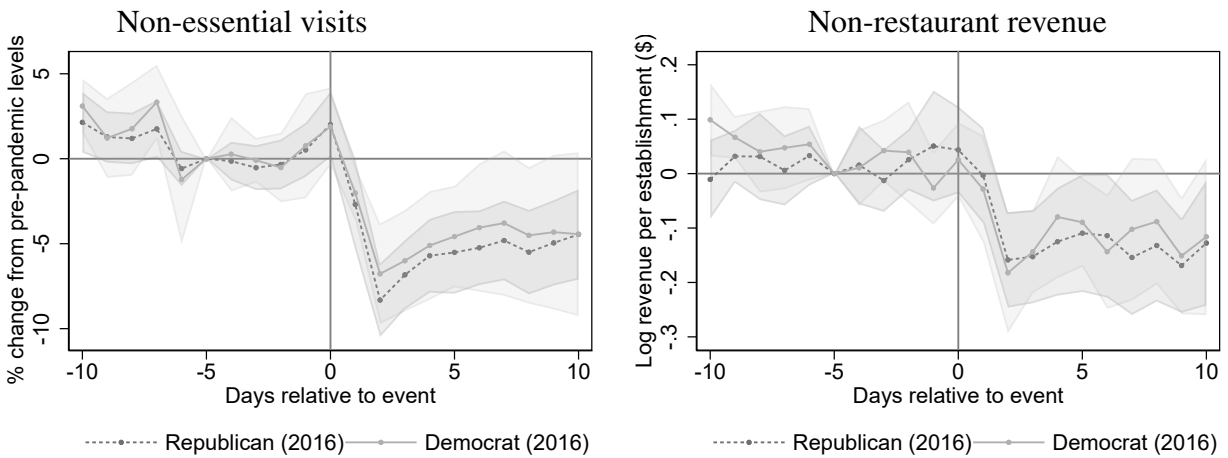 Non-essential visits
% change from pre-pandemic levels
5
0
-5
-10
-10 -5 0 5 10
Days relative to event
Republican (2016) Democrat (2016)
Non-restaurant revenue
Log revenue per establishment ($)
.2
.1
0
-.1
-.2
-.3
-10 -5 0 5 10
Days relative to event
Republican (2016) Democrat (2016)